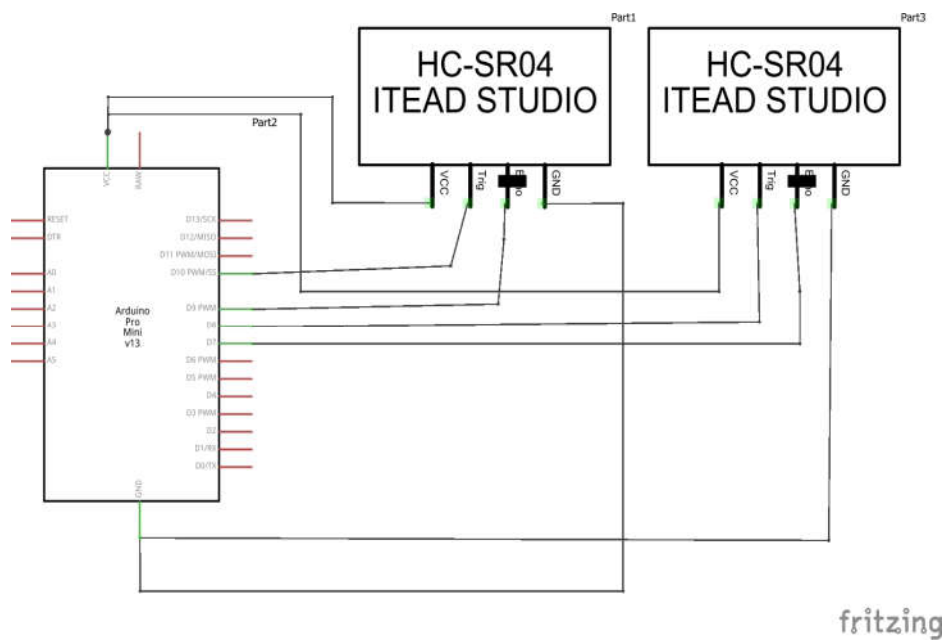 Part1
Part3
HC-SR04
ITEAD STUDIO
HC-SR04
ITEAD STUDIO
Part2
VCC
Trig
GND
VCC
Trig
GND
VCC
RAW
RESET
DTR
A0
A1
A2
A3
A4
A5
Arduino
Pro
Mini
v13
D13/SCK
D12/MISO
D11 PWM/MOSI
D10 PWM/SS
D9 PWM
D8
D7
D6 PWM
D5 PWM
D4
D3 PWM
D2
D1/RX
D0/TX
GND
fritzing